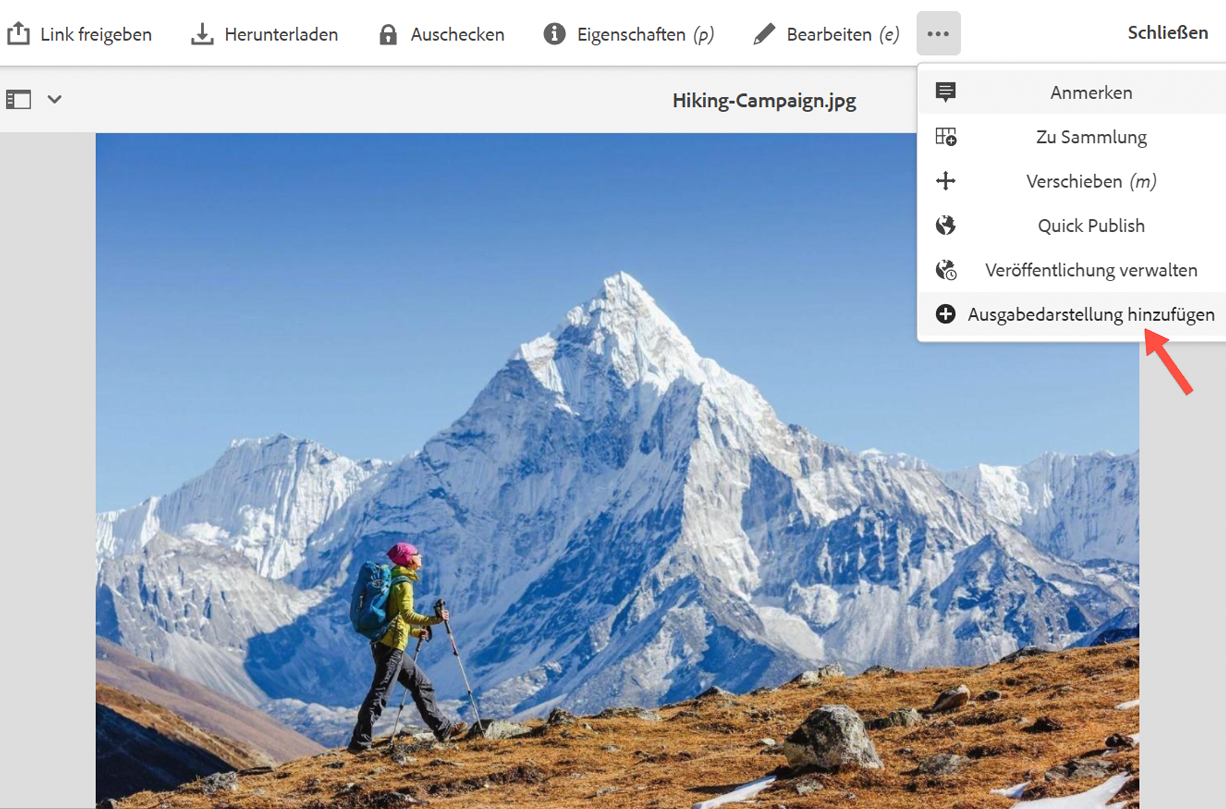 Link freigeben Herunterladen Auschecken Eigenschaften (p) Bearbeiten (e) ••• Schließen
Hiking-Campaign.jpg
Anmerken
Zu Sammlung
Verschieben (m)
Quick Publish
Veröffentlichung verwalten
Ausgabedarstellung hinzufügen